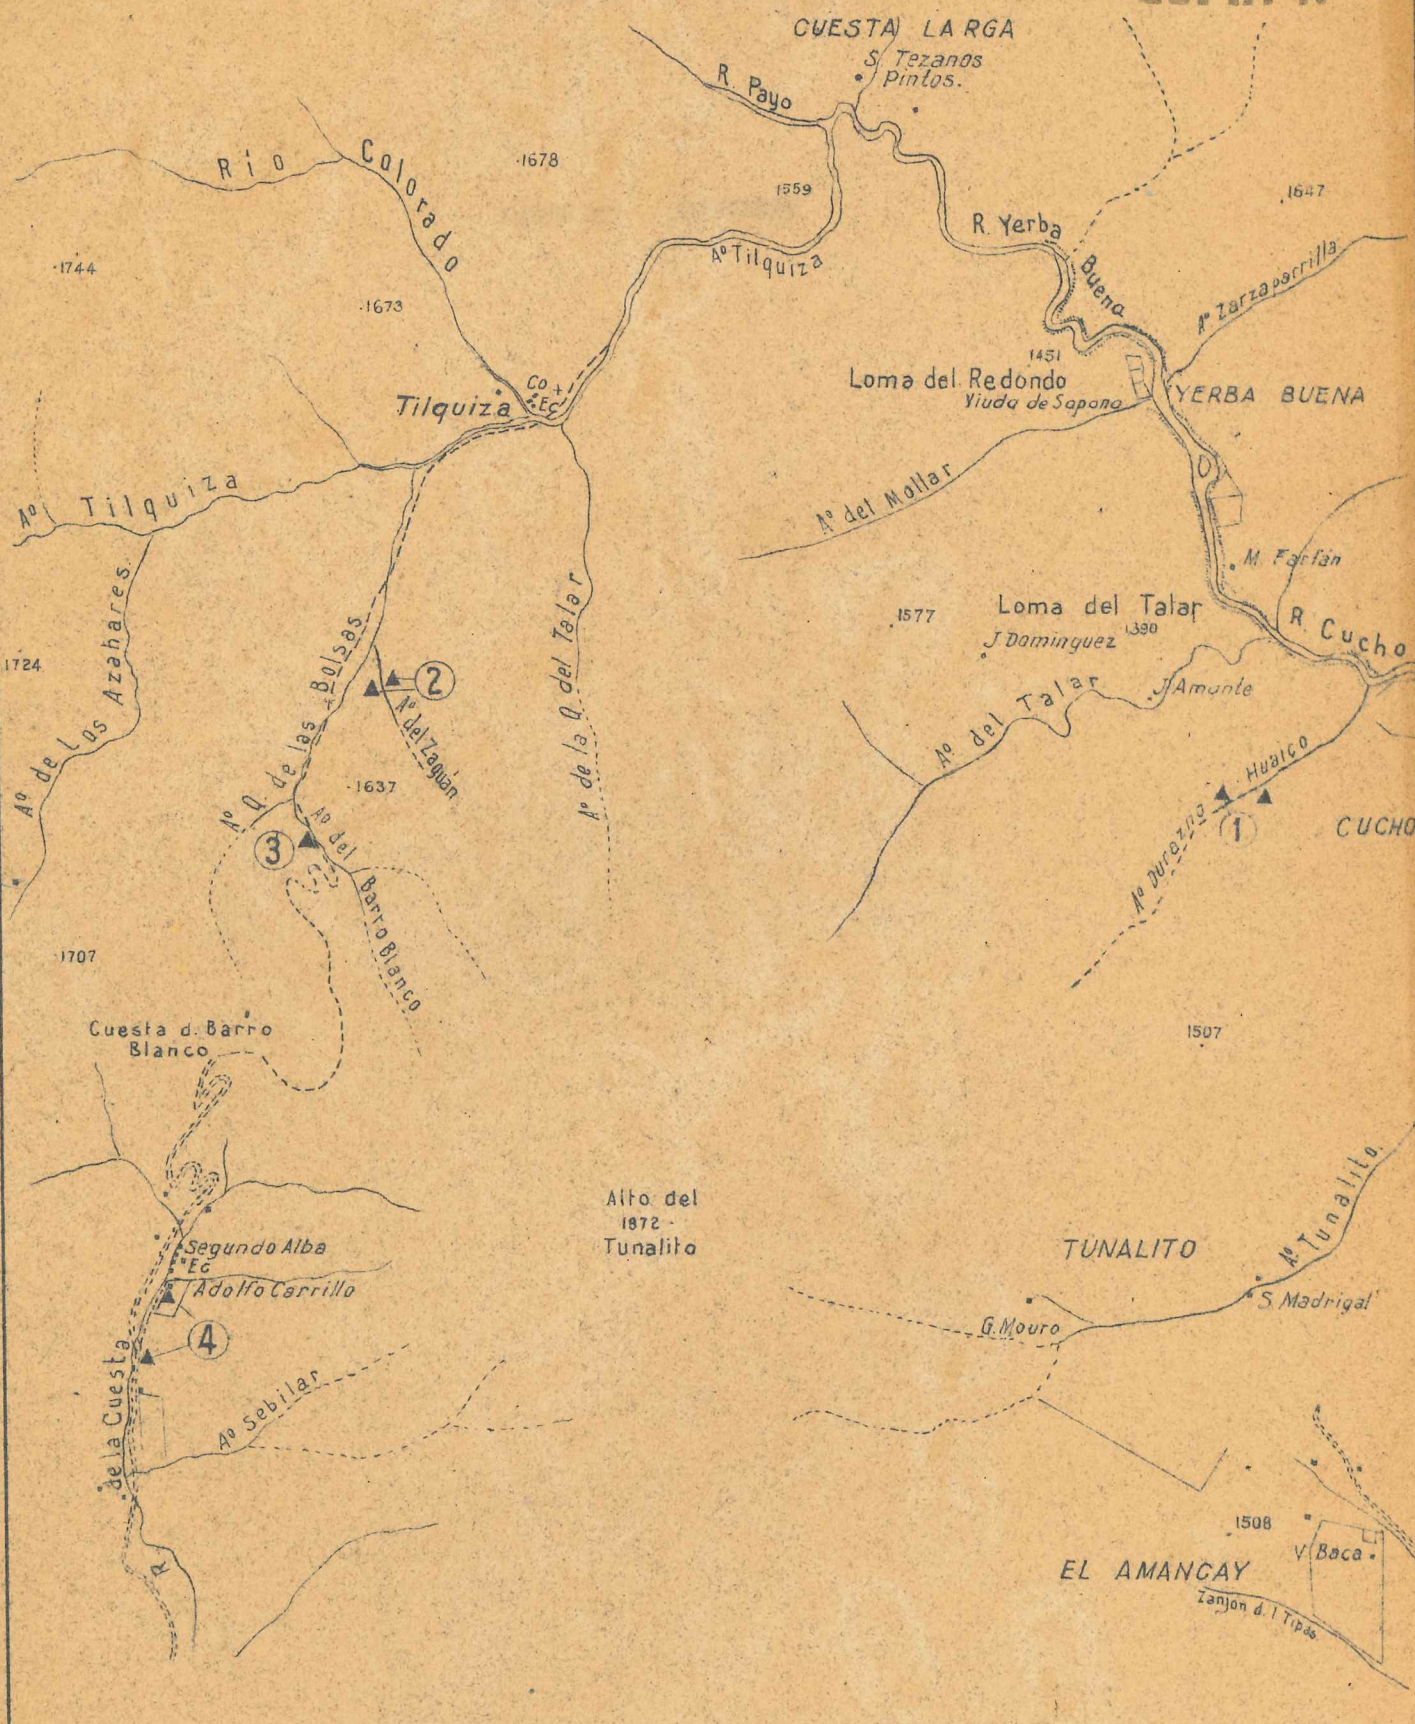 CUESTA LARGA
S. Tezanos
Pintos.
R. Payo
Río Colorado
1678
1559
1647
R. Yerba Buena
Aº Tilquiza
1744
1673
Aº Zarzaparrilla
1451
Loma del Redondo
Viuda de Sapana
YERBA BUENA
Co +
Ec
Tilquiza
Aº Tilquiza
Aº del Mollar
M. Farfán
Loma del Talar
1390
1577
J. Dominguez
R. Cucho
Aº de Los Azahares
1724
Aº Q. de las Bolsas
2
Aº del Zaguán
Aº de la Q. del Talar
J. Amante
Aº del Talar
1637
Aº Durazno Huaico
1
CUCHO
3
Aº del Barro Blanco
1707
Cuesta d. Barro
Blanco
1507
Alto del
1872
Tunalito
TUNALITO
Aº Tunalito
Segundo Alba
Ec
Adolfo Carrillo
S. Madrigal
G. Mouro
4
R. de la Cuesta
Aº Sebilar
1508
V. Baca
EL AMANCAY
Zanjon d. l. Tipas